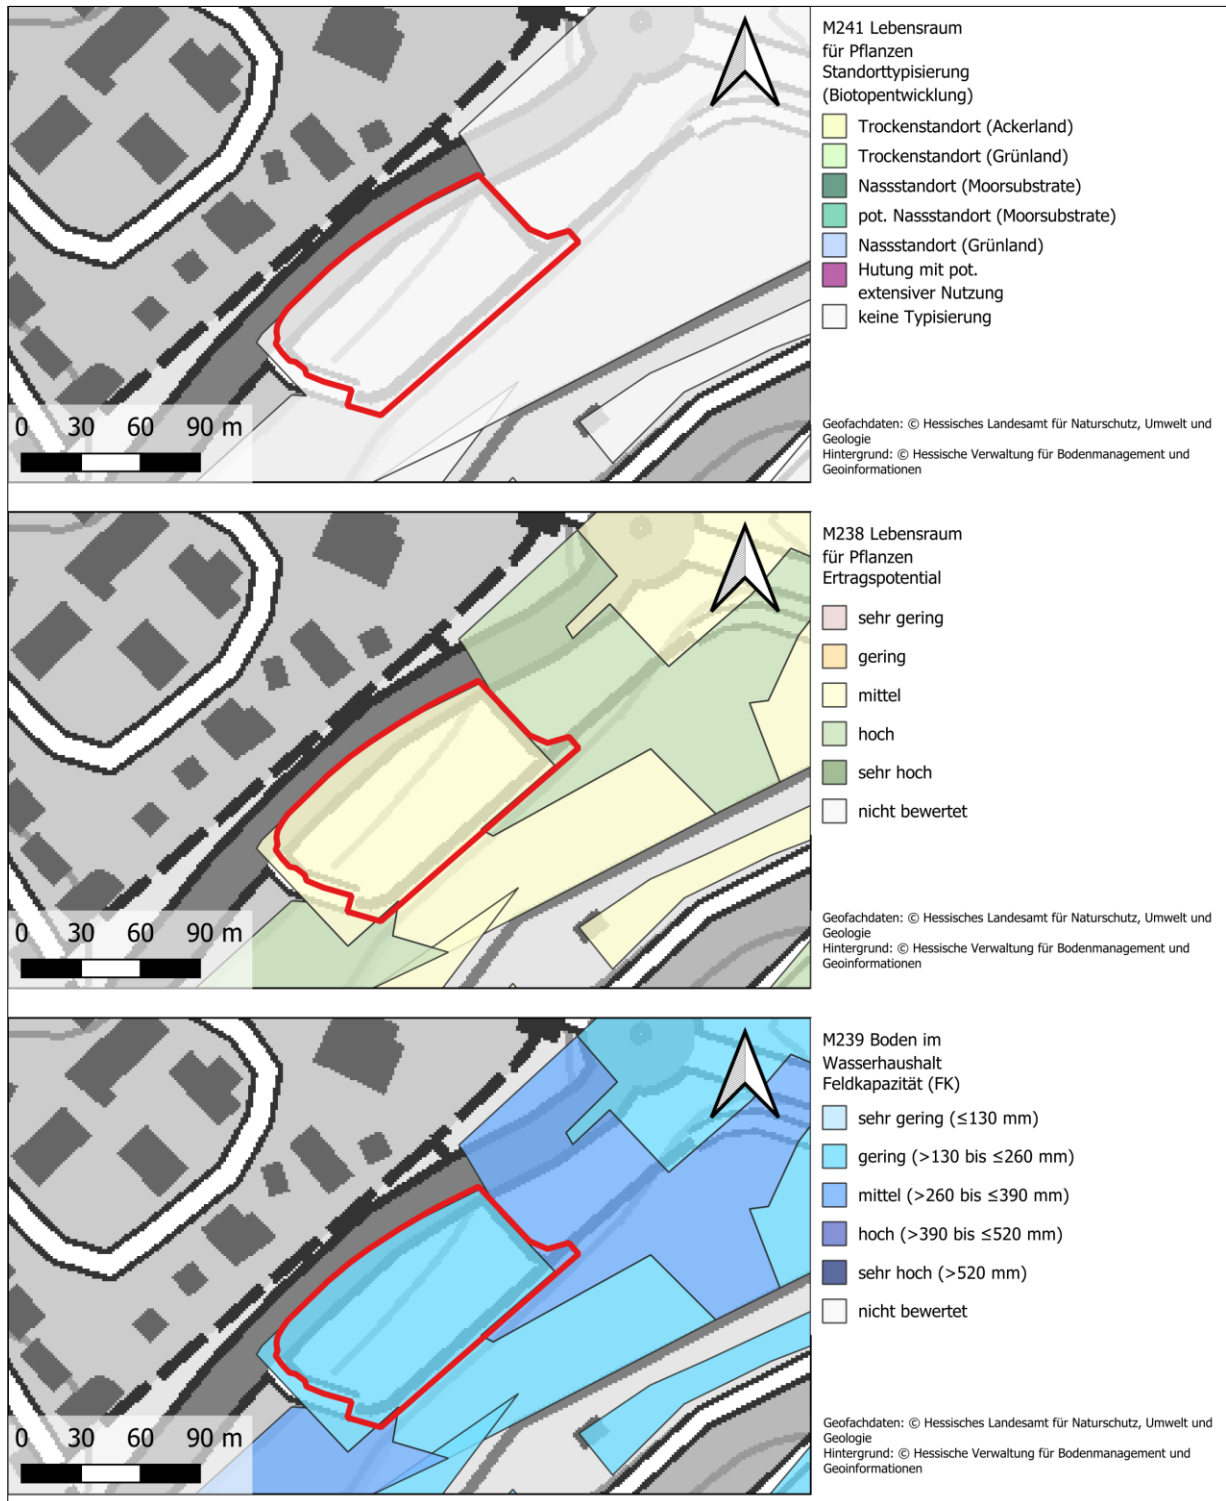 M241 Lebensraum
für Pflanzen
Standorttypisierung
(Biotopentwicklung)
Trockenstandort (Ackerland)
Trockenstandort (Grünland)
Nassstandort (Moorsubstrate)
pot. Nassstandort (Moorsubstrate)
Nassstandort (Grünland)
Hutung mit pot.
extensiver Nutzung
keine Typisierung
0 30 60 90 m
Geofachdaten: © Hessisches Landesamt für Naturschutz, Umwelt und
Geologie
Hintergrund: © Hessische Verwaltung für Bodenmanagement und
Geoinformationen
M238 Lebensraum
für Pflanzen
Ertragspotential
sehr gering
gering
mittel
hoch
sehr hoch
nicht bewertet
0 30 60 90 m
Geofachdaten: © Hessisches Landesamt für Naturschutz, Umwelt und
Geologie
Hintergrund: © Hessische Verwaltung für Bodenmanagement und
Geoinformationen
M239 Boden im
Wasserhaushalt
Feldkapazität (FK)
sehr gering (≤130 mm)
gering (>130 bis ≤260 mm)
mittel (>260 bis ≤390 mm)
hoch (>390 bis ≤520 mm)
sehr hoch (>520 mm)
nicht bewertet
0 30 60 90 m
Geofachdaten: © Hessisches Landesamt für Naturschutz, Umwelt und
Geologie
Hintergrund: © Hessische Verwaltung für Bodenmanagement und
Geoinformationen